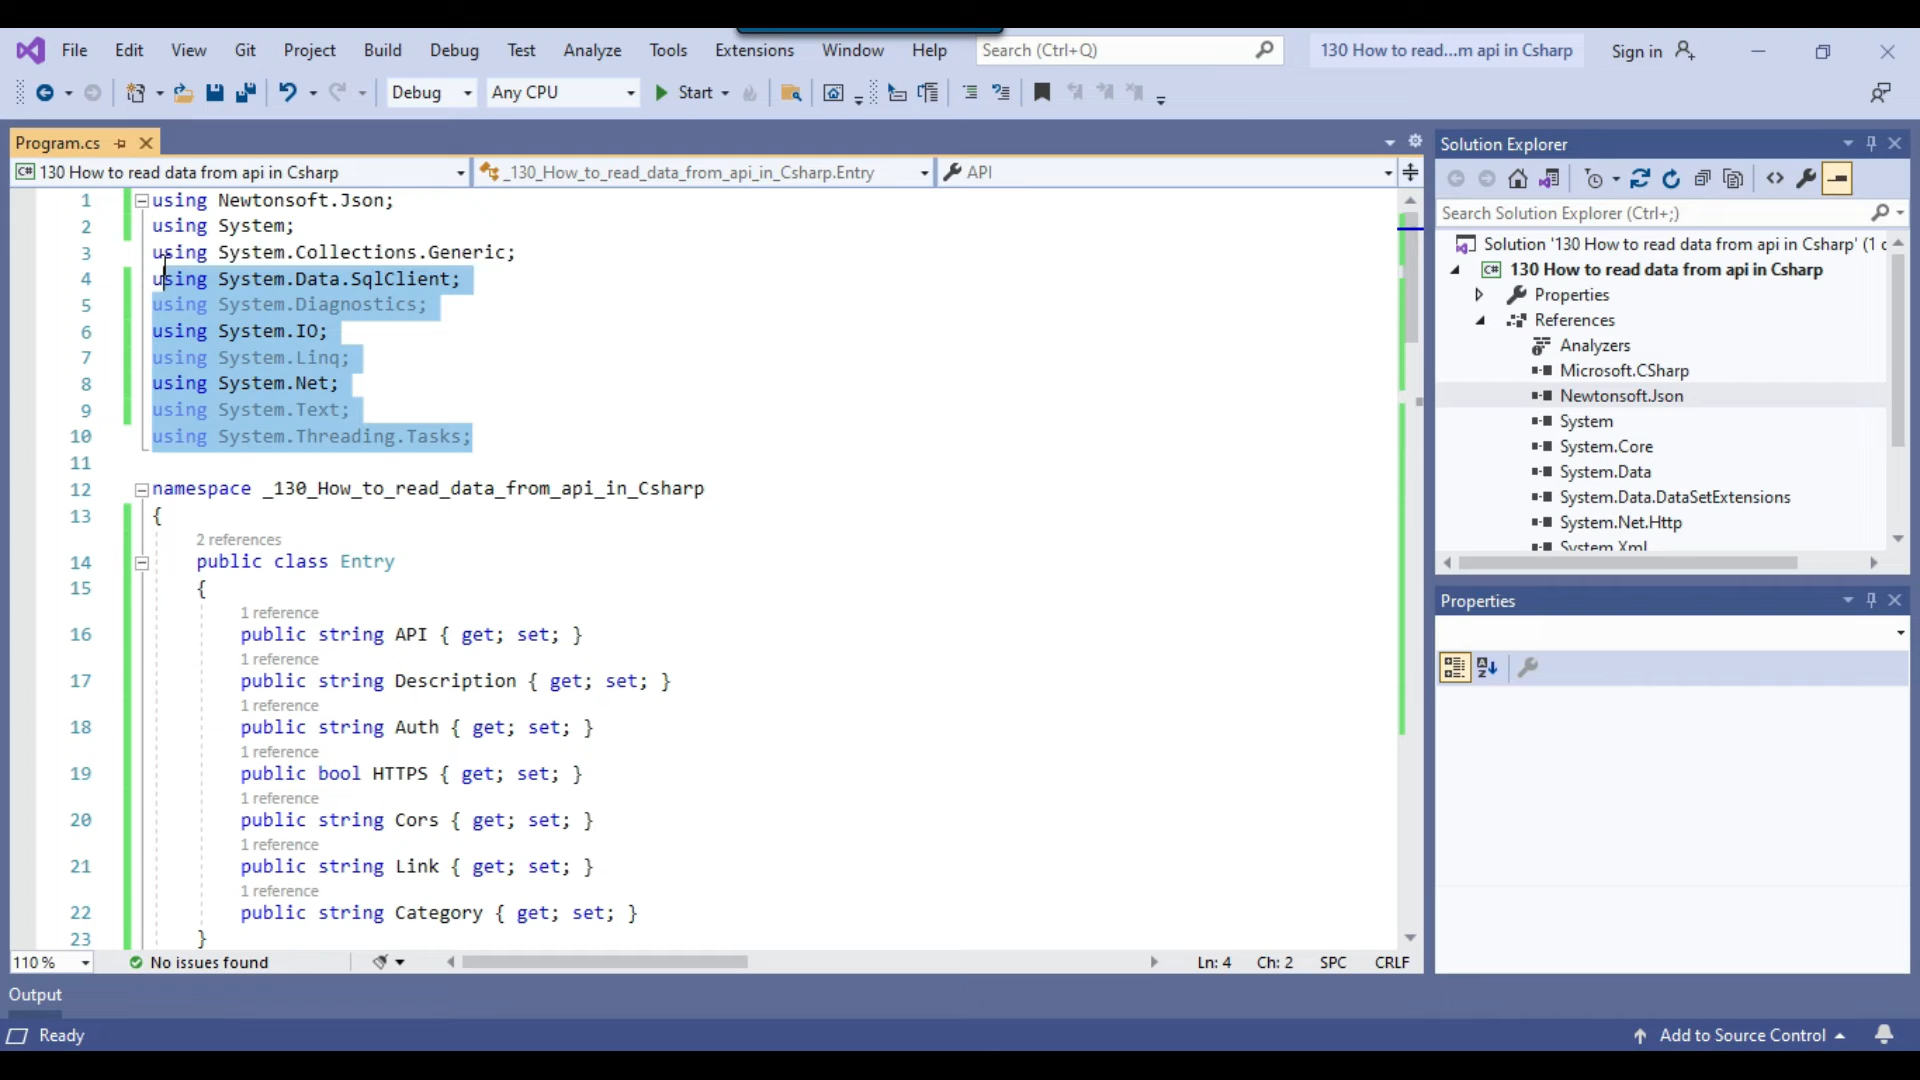 File Edit View Git Project Build Debug Test Analyze Tools Extensions Window Help Search (Ctrl+Q) 130 How to read...m api in Csharp Sign in
Debug Any CPU Start
Program.cs
C# 130 How to read data from api in Csharp _130_How_to_read_data_from_api_in_Csharp.Entry API
1 using Newtonsoft.Json;
2 using System;
3 using System.Collections.Generic;
4 using System.Data.SqlClient;
5 using System.Diagnostics;
6 using System.IO;
7 using System.Linq;
8 using System.Net;
9 using System.Text;
10 using System.Threading.Tasks;
11
12 namespace _130_How_to_read_data_from_api_in_Csharp
13 {
2 references
14 public class Entry
15 {
1 reference
16 public string API { get; set; }
1 reference
17 public string Description { get; set; }
1 reference
18 public string Auth { get; set; }
1 reference
19 public bool HTTPS { get; set; }
1 reference
20 public string Cors { get; set; }
1 reference
21 public string Link { get; set; }
1 reference
22 public string Category { get; set; }
23 }
110 % No issues found Ln: 4 Ch: 2 SPC CRLF
Solution Explorer
Search Solution Explorer (Ctrl+;)
Solution '130 How to read data from api in Csharp' (1 c
C# 130 How to read data from api in Csharp
Properties
References
Analyzers
Microsoft.CSharp
Newtonsoft.Json
System
System.Core
System.Data
System.Data.DataSetExtensions
System.Net.Http
System.Xml
Properties
Output
Ready Add to Source Control